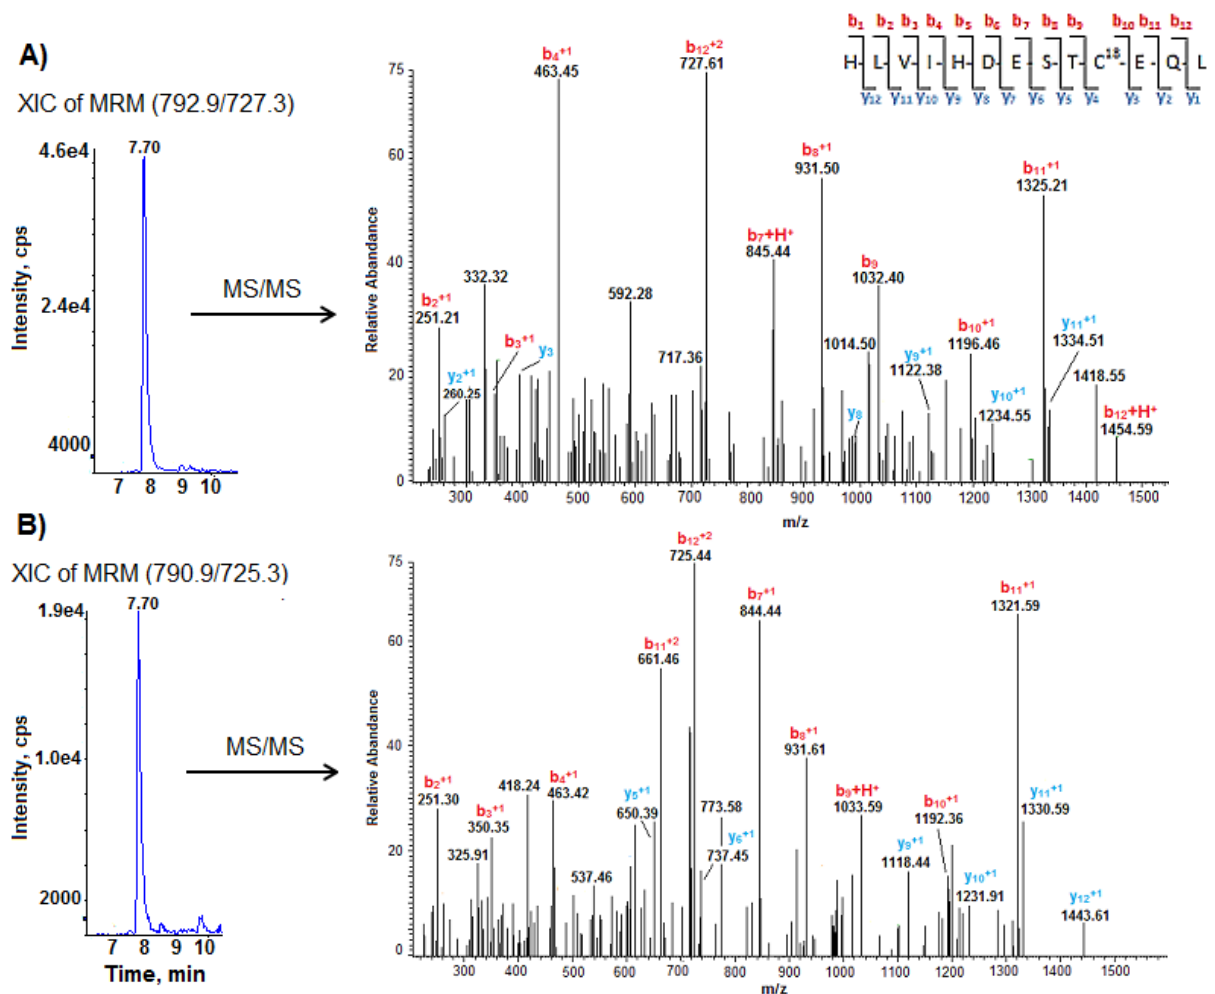 A)
XIC of MRM (792.9/727.3)
b₁ b₂ b₃ b₄ b₅ b₆ b₇ b₈ b₉ b₁₀ b₁₁ b₁₂
H-L-V-I-H-D-E-S-T-C¹⁸-E-Q-L
y₁₂ y₁₁ y₁₀ y₉ y₈ y₇ y₆ y₅ y₄ y₃ y₂ y₁
Intensity, cps
4.6e4
2.4e4
4000
7.70
7 8 9 10
MS/MS
Relative Abundance
75
60
40
20
0
b₂⁺¹
251.21
y₂⁺¹
260.25
332.32
b₃⁺¹
y₃
b₄⁺¹
463.45
592.28
717.36
b₁₂⁺²
727.61
b₇+H⁺
845.44
b₈⁺¹
931.50
y₈
1014.50
b₉
1032.40
y₉⁺¹
1122.38
b₁₀⁺¹
1196.46
y₁₀⁺¹
1234.55
b₁₁⁺¹
1325.21
y₁₁⁺¹
1334.51
1418.55
b₁₂+H⁺
1454.59
300 400 500 600 700 800 900 1000 1100 1200 1300 1400 1500
m/z
B)
XIC of MRM (790.9/725.3)
Intensity, cps
1.9e4
1.0e4
2000
7.70
7 8 9 10
Time, min
MS/MS
Relative Abundance
75
60
40
20
0
b₂⁺¹
251.30
325.91
b₃⁺¹
350.35
418.24
b₄⁺¹
463.42
537.46
y₅⁺¹
650.39
b₁₁⁺²
661.46
b₁₂⁺²
725.44
y₆⁺¹
737.45
773.58
b₇⁺¹
844.44
b₈⁺¹
931.61
b₉+H⁺
1033.59
y₉⁺¹
1118.44
b₁₀⁺¹
1192.36
y₁₀⁺¹
1231.91
b₁₁⁺¹
1321.59
y₁₁⁺¹
1330.59
y₁₂⁺¹
1443.61
300 400 500 600 700 800 900 1000 1100 1200 1300 1400 1500
m/z